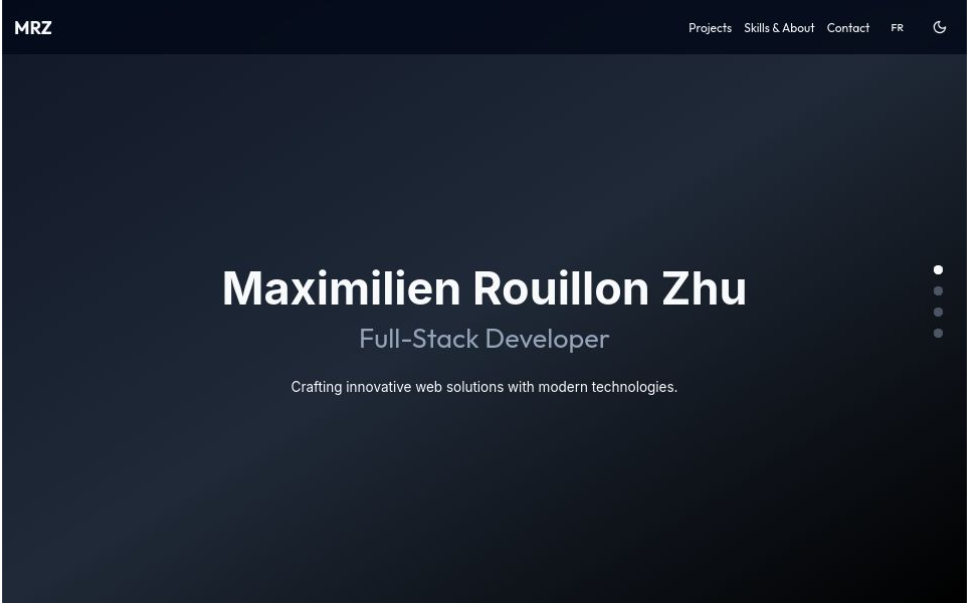 MRZ
Projects Skills & About Contact FR
Maximilien Rouillon Zhu
Full-Stack Developer
Crafting innovative web solutions with modern technologies.